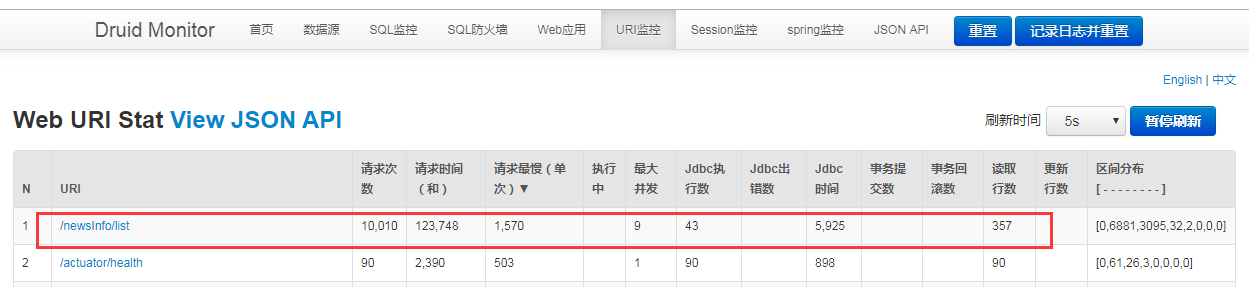 Druid Monitor 首页 数据源 SQL监控 SQL防火墙 Web应用 URI监控 Session监控 spring监控 JSON API 重置 记录日志并重置
English | 中文
Web URI Stat View JSON API 刷新时间 5s 暂停刷新
N URI 请求次数 请求时间（和） 请求最慢（单次）▼ 执行中 最大并发 Jdbc执行数 Jdbc出错数 Jdbc时间 事务提交数 事务回滚数 读取行数 更新行数 区间分布 [ - - - - - - - - ]
1 /newsInfo/list 10,010 123,748 1,570 9 43 5,925 357 [0,6881,3095,32,2,0,0,0]
2 /actuator/health 90 2,390 503 1 90 898 90 [0,61,26,3,0,0,0,0]